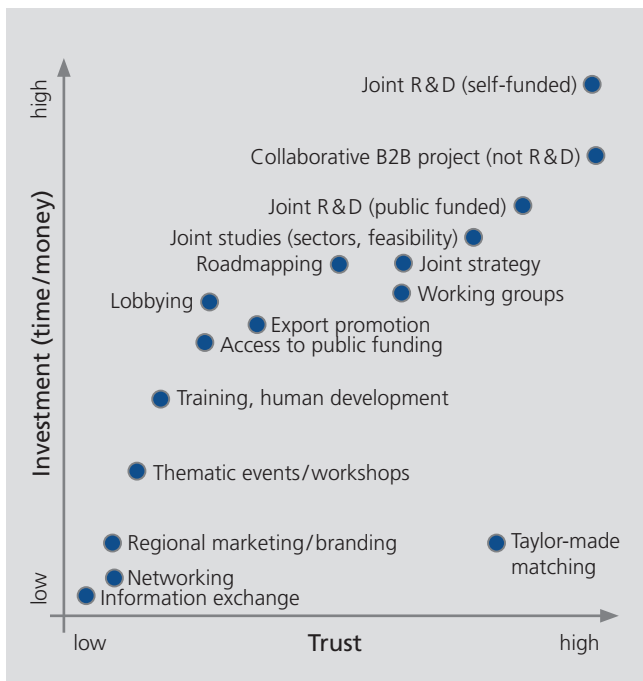 Joint R&D (self-funded)
high
Collaborative B2B project (not R&D)
Joint R&D (public funded)
Joint studies (sectors, feasibility)
Roadmapping
Joint strategy
Working groups
Lobbying
Export promotion
Access to public funding
Investment (time/money)
Training, human development
Thematic events/workshops
Regional marketing/branding
Taylor-made
matching
Networking
Information exchange
low
low
Trust
high